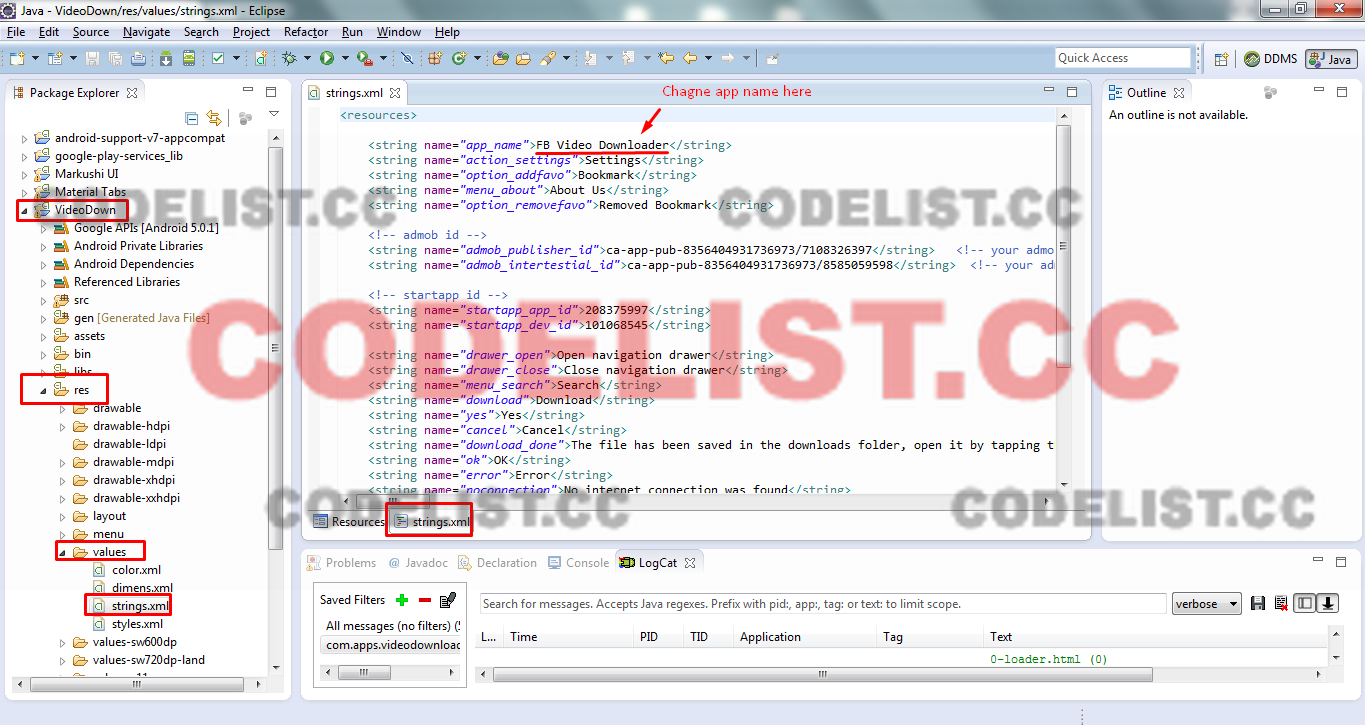 Java - VideoDown/res/values/strings.xml - Eclipse
File Edit Source Navigate Search Project Refactor Run Window Help
Quick Access
DDMS
Java
Package Explorer
android-support-v7-appcompat
google-play-services_lib
Markushi UI
Material Tabs
VideoDown
Google APIs [Android 5.0.1]
Android Private Libraries
Android Dependencies
Referenced Libraries
src
gen [Generated Java Files]
assets
bin
libs
res
drawable
drawable-hdpi
drawable-ldpi
drawable-mdpi
drawable-xhdpi
drawable-xxhdpi
layout
menu
values
color.xml
dimens.xml
strings.xml
styles.xml
values-sw600dp
values-sw720dp-land
strings.xml
Chagne app name here
<resources>
<string name="app_name">FB Video Downloader</string>
<string name="action_settings">Settings</string>
<string name="option_addfavo">Bookmark</string>
<string name="menu_about">About Us</string>
<string name="option_removefavo">Removed Bookmark</string>
<!-- admob id -->
<string name="admob_publisher_id">ca-app-pub-8356404931736973/7108326397</string> <!-- your admo
<string name="admob_intertestial_id">ca-app-pub-8356404931736973/8585059598</string> <!-- your ad
<!-- startapp id -->
<string name="startapp_app_id">208375997</string>
<string name="startapp_dev_id">101068545</string>
<string name="drawer_open">Open navigation drawer</string>
<string name="drawer_close">Close navigation drawer</string>
<string name="menu_search">Search</string>
<string name="download">Download</string>
<string name="yes">Yes</string>
<string name="cancel">Cancel</string>
<string name="download_done">The file has been saved in the downloads folder, open it by tapping t
<string name="ok">OK</string>
<string name="error">Error</string>
<string name="noconnection">No internet connection was found</string>
Resources
strings.xml
Outline
An outline is not available.
Problems
@ Javadoc
Declaration
Console
LogCat
Saved Filters
All messages (no filters) (5
com.apps.videodownload
Search for messages. Accepts Java regexes. Prefix with pid:, app:, tag: or text: to limit scope.
verbose
L... Time PID TID Application Tag Text
0-loader.html (0)
CODELIST.CC
CODELIST.CC
CODELIST.CC
CODELIST.CC
CODELIST.CC